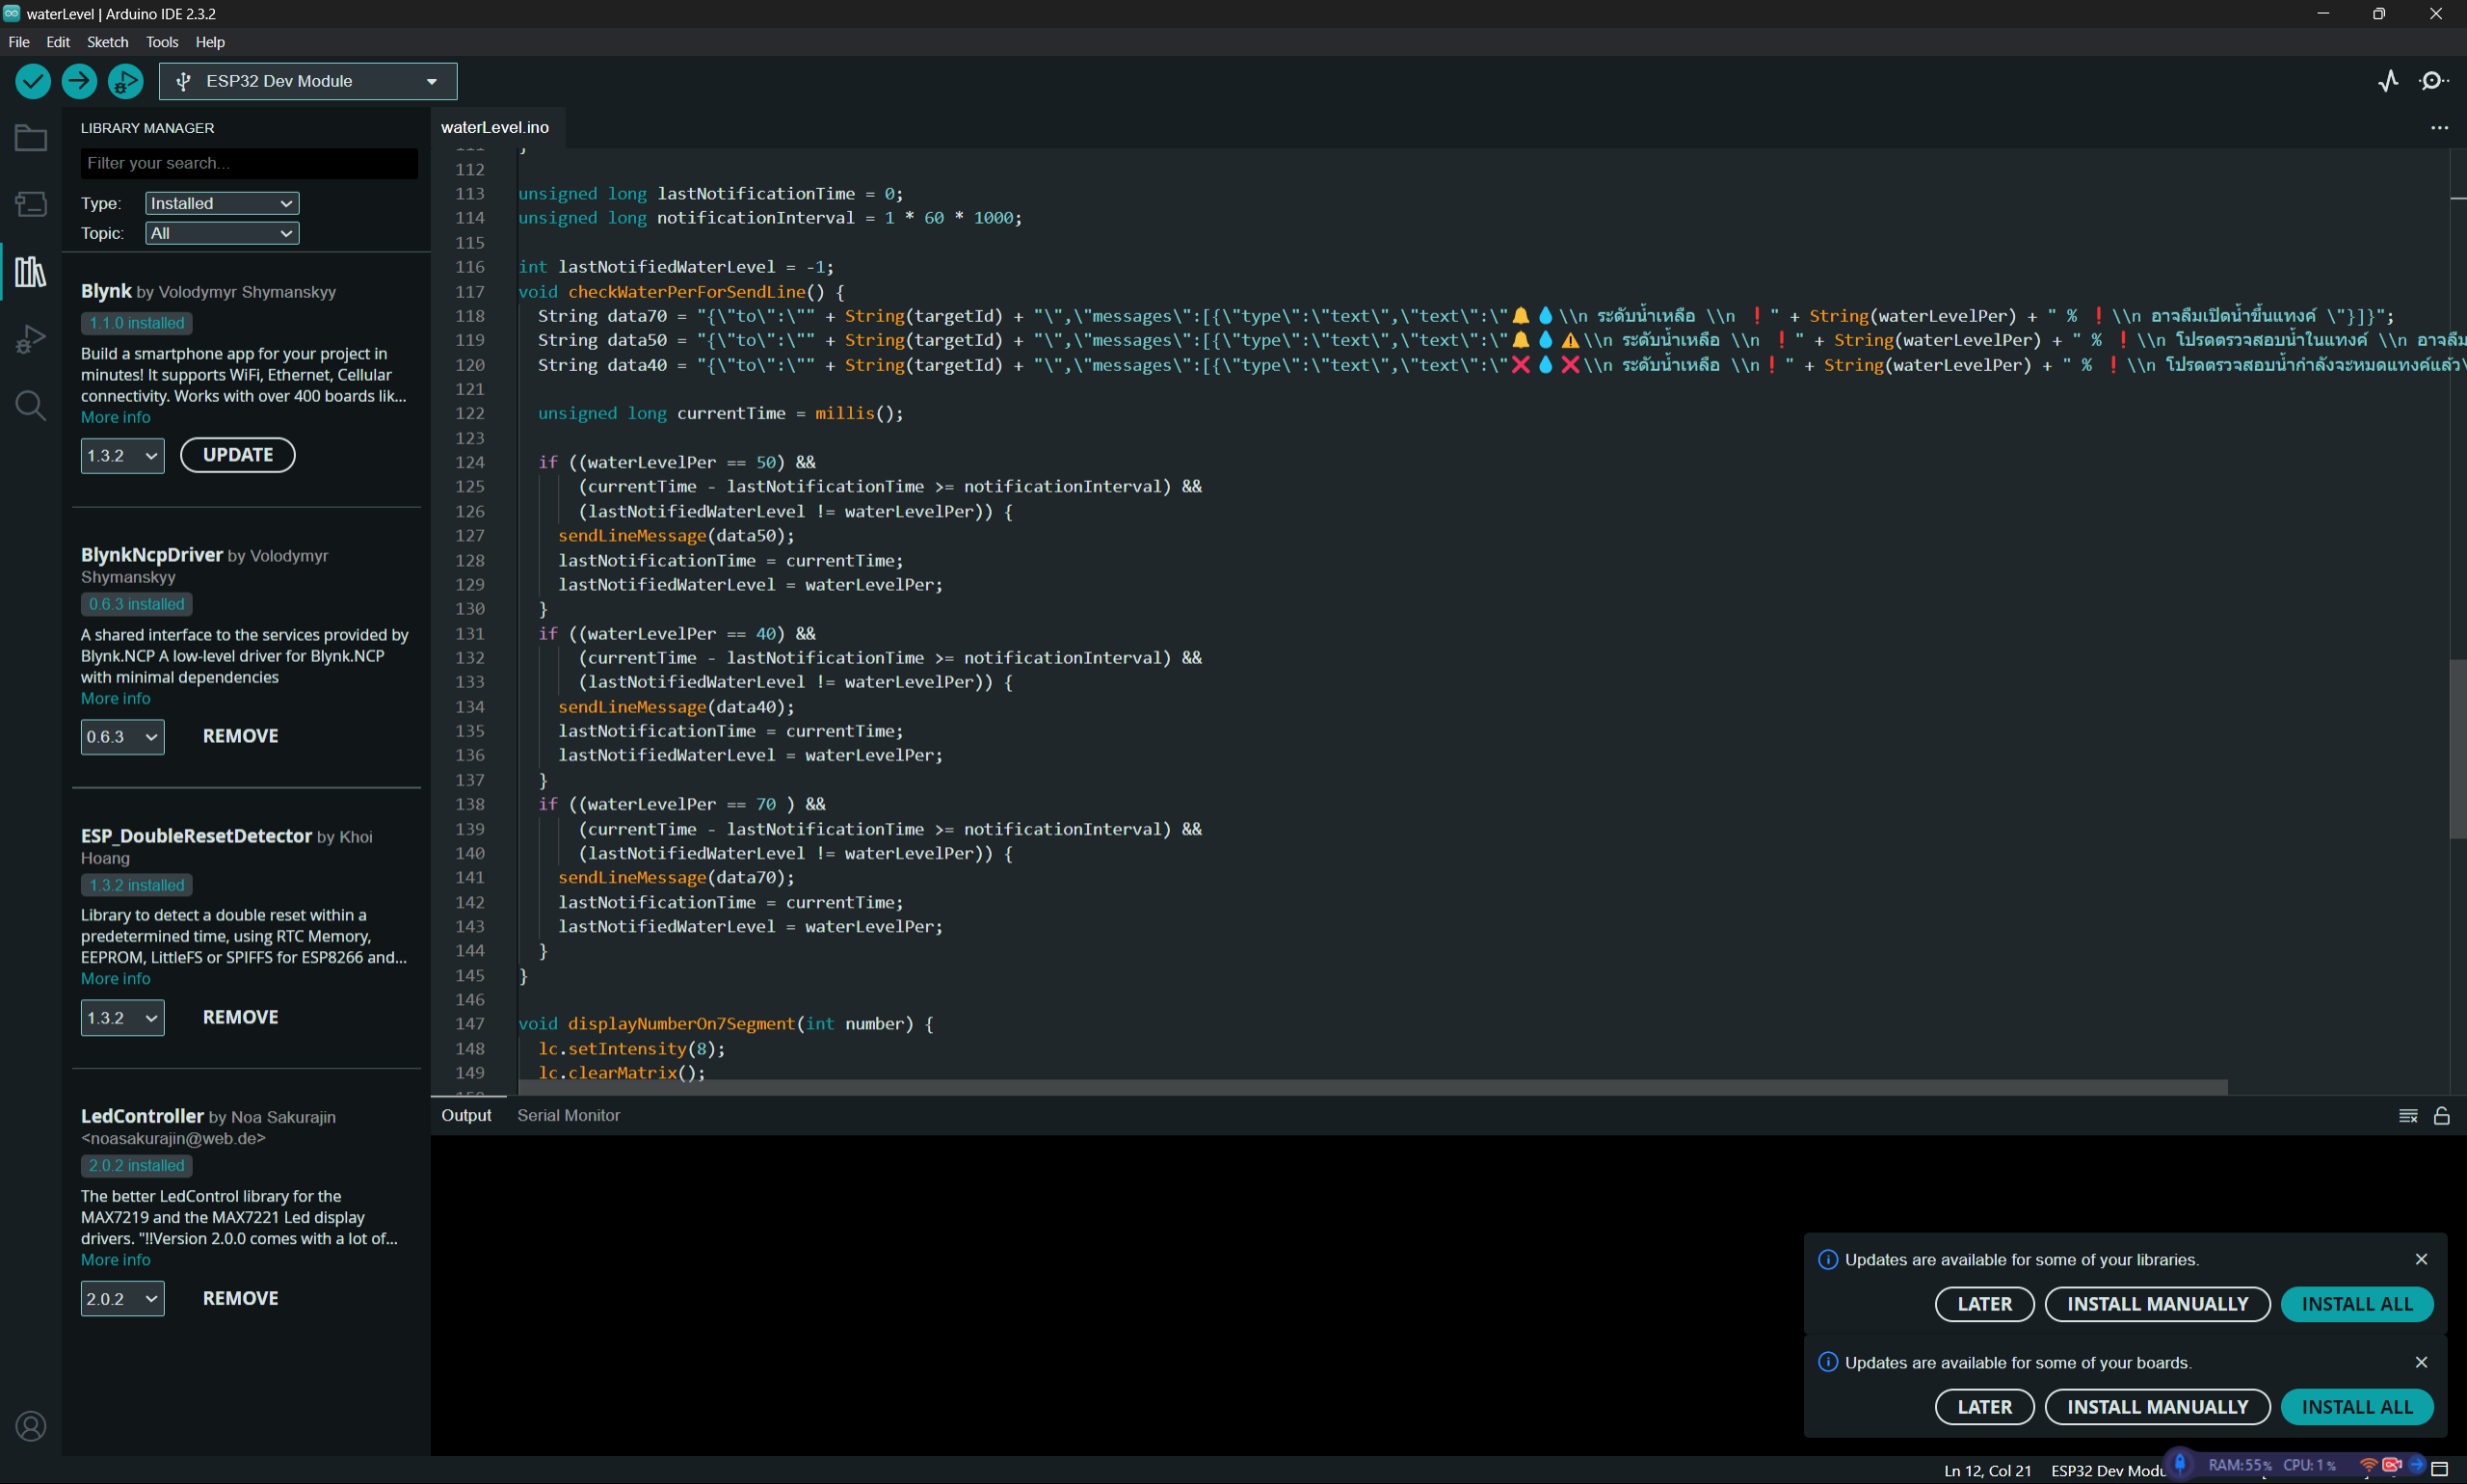 waterLevel | Arduino IDE 2.3.2
File Edit Sketch Tools Help
ESP32 Dev Module
LIBRARY MANAGER
Filter your search...
Type: Installed
Topic: All
Blynk by Volodymyr Shymanskyy
1.1.0 installed
Build a smartphone app for your project in
minutes! It supports WiFi, Ethernet, Cellular
connectivity. Works with over 400 boards lik...
More info
1.3.2 UPDATE
BlynkNcpDriver by Volodymyr
Shymanskyy
0.6.3 installed
A shared interface to the services provided by
Blynk.NCP A low-level driver for Blynk.NCP
with minimal dependencies
More info
0.6.3 REMOVE
ESP_DoubleResetDetector by Khoi
Hoang
1.3.2 installed
Library to detect a double reset within a
predetermined time, using RTC Memory,
EEPROM, LittleFS or SPIFFS for ESP8266 and...
More info
1.3.2 REMOVE
LedController by Noa Sakurajin
<noasakurajin@web.de>
2.0.2 installed
The better LedControl library for the
MAX7219 and the MAX7221 Led display
drivers. "!!Version 2.0.0 comes with a lot of...
More info
2.0.2 REMOVE
waterLevel.ino
112
113 unsigned long lastNotificationTime = 0;
114 unsigned long notificationInterval = 1 * 60 * 1000;
115
116 int lastNotifiedWaterLevel = -1;
117 void checkWaterPerForSendLine() {
118 String data70 = "{\"to\":\"" + String(targetId) + "\",\"messages\":[{\"type\":\"text\",\"text\":\"🔔💧\\n ระดับน้ำเหลือ \\n ❗" + String(waterLevelPer) + " % ❗\\n อาจลืมเปิดน้ำขึ้นแทงค์ \"}]}";
119 String data50 = "{\"to\":\"" + String(targetId) + "\",\"messages\":[{\"type\":\"text\",\"text\":\"🔔💧⚠️\\n ระดับน้ำเหลือ \\n ❗" + String(waterLevelPer) + " % ❗\\n โปรดตรวจสอบน้ำในแทงค์ \\n อาจลืม
120 String data40 = "{\"to\":\"" + String(targetId) + "\",\"messages\":[{\"type\":\"text\",\"text\":\"❌💧❌\\n ระดับน้ำเหลือ \\n❗" + String(waterLevelPer) + " % ❗\\n โปรดตรวจสอบน้ำกำลังจะหมดแทงค์แล้ว\
121
122 unsigned long currentTime = millis();
123
124 if ((waterLevelPer == 50) &&
125 (currentTime - lastNotificationTime >= notificationInterval) &&
126 (lastNotifiedWaterLevel != waterLevelPer)) {
127 sendLineMessage(data50);
128 lastNotificationTime = currentTime;
129 lastNotifiedWaterLevel = waterLevelPer;
130 }
131 if ((waterLevelPer == 40) &&
132 (currentTime - lastNotificationTime >= notificationInterval) &&
133 (lastNotifiedWaterLevel != waterLevelPer)) {
134 sendLineMessage(data40);
135 lastNotificationTime = currentTime;
136 lastNotifiedWaterLevel = waterLevelPer;
137 }
138 if ((waterLevelPer == 70 ) &&
139 (currentTime - lastNotificationTime >= notificationInterval) &&
140 (lastNotifiedWaterLevel != waterLevelPer)) {
141 sendLineMessage(data70);
142 lastNotificationTime = currentTime;
143 lastNotifiedWaterLevel = waterLevelPer;
144 }
145 }
146
147 void displayNumberOn7Segment(int number) {
148 lc.setIntensity(8);
149 lc.clearMatrix();
Output Serial Monitor
Updates are available for some of your libraries.
LATER INSTALL MANUALLY INSTALL ALL
Updates are available for some of your boards.
LATER INSTALL MANUALLY INSTALL ALL
Ln 12, Col 21 ESP32 Dev Modu RAM:55% CPU:1%